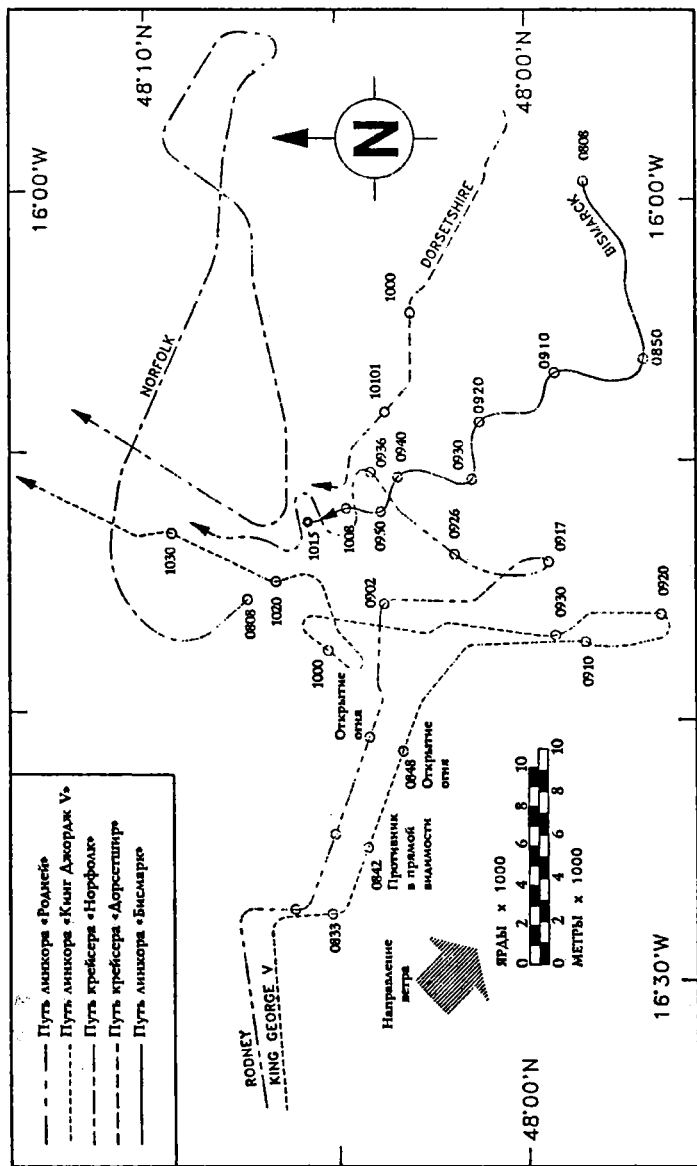 Путь линкора «Родней»
Путь линкора «Кинг Джордж V»
Путь крейсера «Норфолк»
Путь крейсера «Дорсетшир»
Путь линкора «Бисмарк»
16°00'W
48°10'N
NORFOLK
N
1030
1020
0808
1000
Открытие
огня
1015
1008
0950
0936
0940
10101
1000
DORSETSHIRE
48°00'N
0902
0926
0930
0920
0910
0850
BISMARCK
0808
16°00'W
0917
0930
0910
0920
RODNEY
KING GEORGE V
0833
0842
Противник
в прямой
видимости
0848
Открытие
огня
Направление
ветра
ЯРДЫ x 1000
0 2 4 6 8 10
0 2 4 6 8 10
МЕТРЫ x 1000
48°00'N
16°30'W